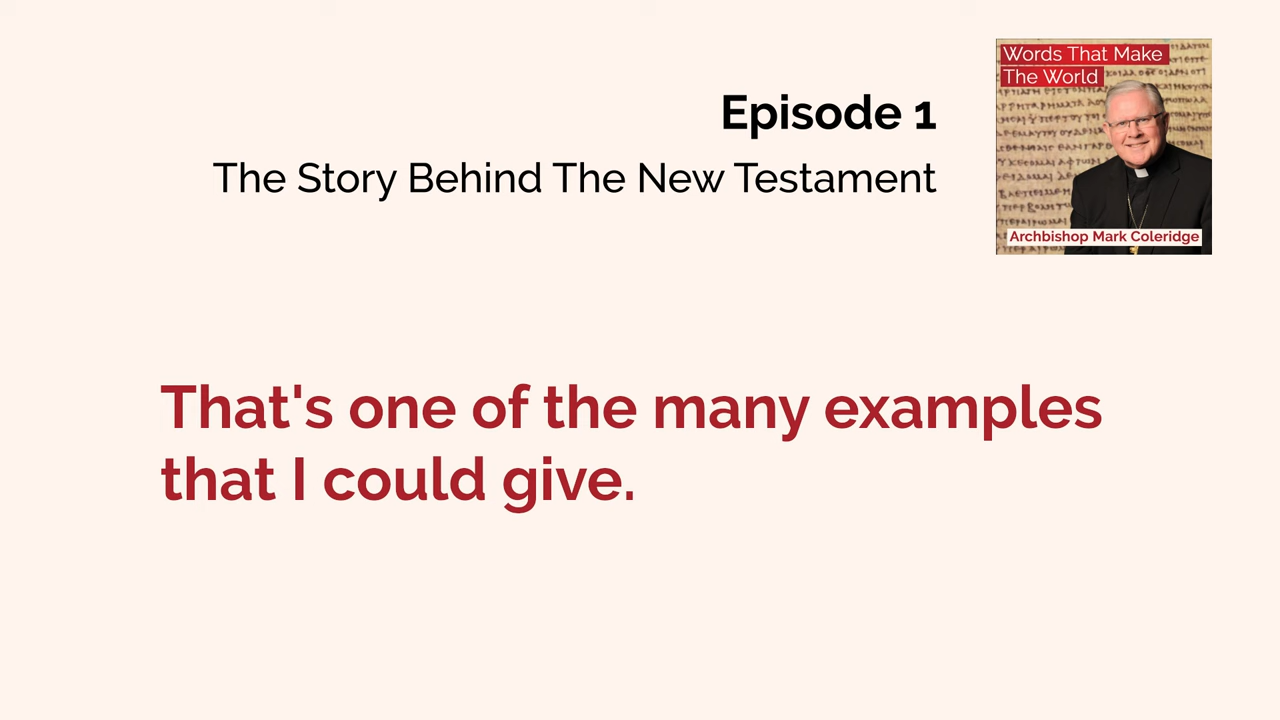 Words That Make
The World
Episode 1
The Story Behind The New Testament
Archbishop Mark Coleridge
That's one of the many examples
that I could give.